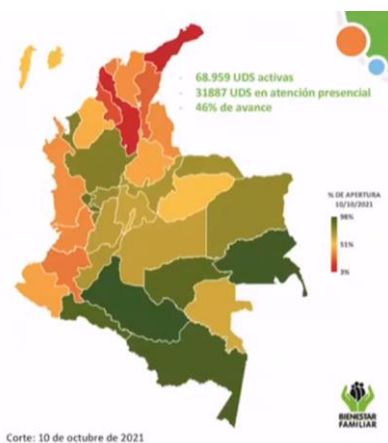 - 68.959 UDS activas
- 31887 UDS en atención presencial
- 46% de avance
% DE APERTURA
10/10/2021
98%
51%
3%
BIENESTAR
FAMILIAR
Corte: 10 de octubre de 2021